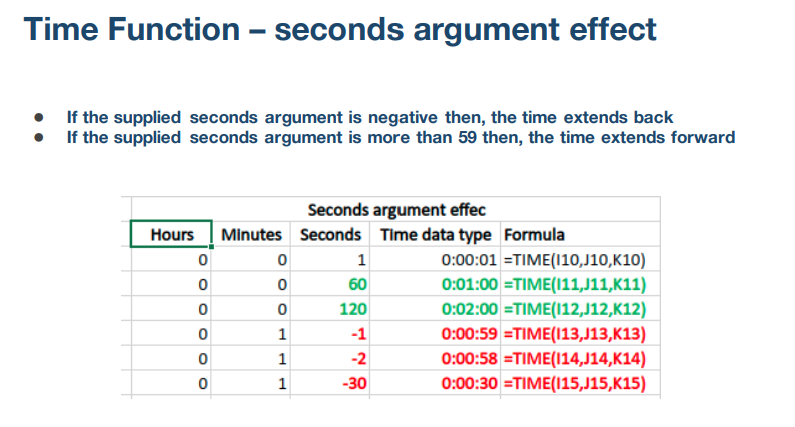 Time Function – seconds argument effect
● If the supplied seconds argument is negative then, the time extends back
● If the supplied seconds argument is more than 59 then, the time extends forward
Seconds argument effec
Hours Minutes Seconds Time data type Formula
0 0 1 0:00:01 =TIME(I10,J10,K10)
0 0 60 0:01:00 =TIME(I11,J11,K11)
0 0 120 0:02:00 =TIME(I12,J12,K12)
0 1 -1 0:00:59 =TIME(I13,J13,K13)
0 1 -2 0:00:58 =TIME(I14,J14,K14)
0 1 -30 0:00:30 =TIME(I15,J15,K15)